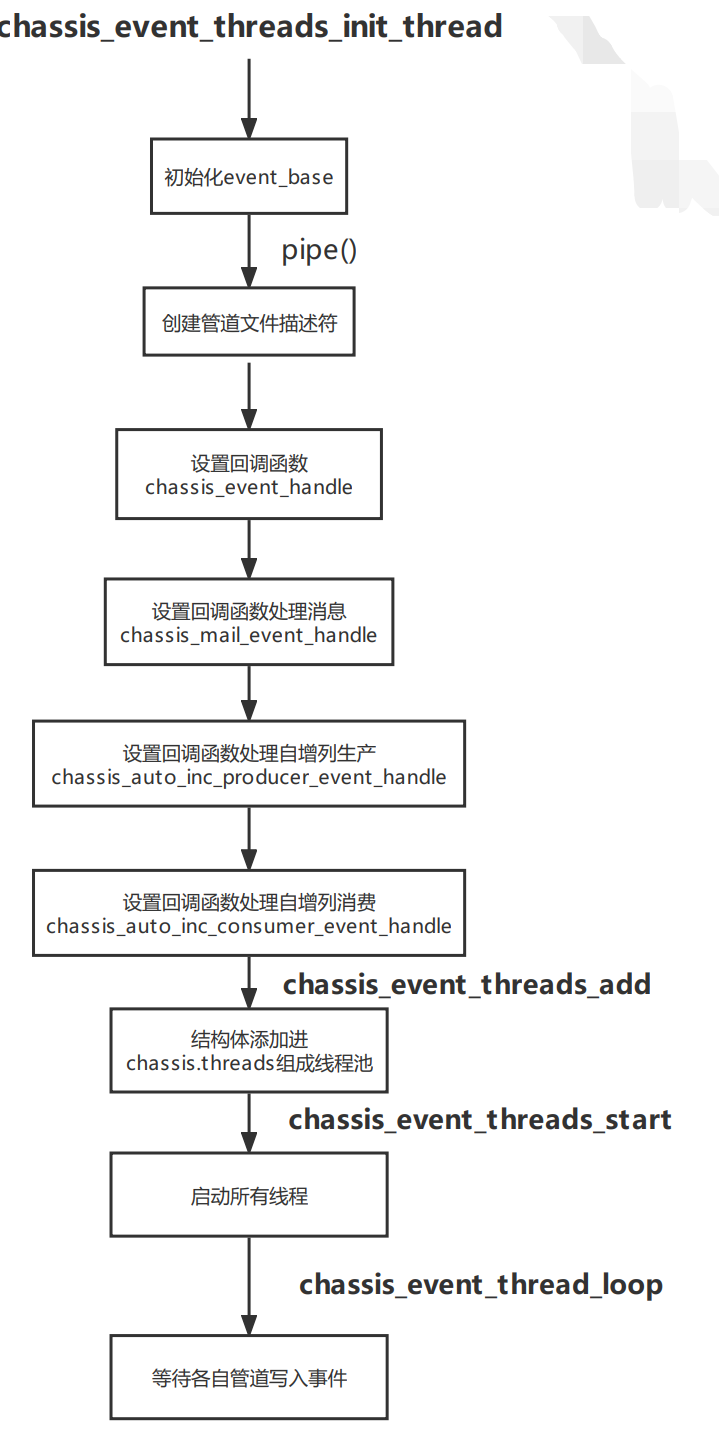 chassis_event_threads_init_thread
初始化event_base
pipe()
创建管道文件描述符
设置回调函数
chassis_event_handle
设置回调函数处理消息
chassis_mail_event_handle
设置回调函数处理自增列生产
chassis_auto_inc_producer_event_handle
设置回调函数处理自增列消费
chassis_auto_inc_consumer_event_handle
chassis_event_threads_add
结构体添加进
chassis.threads组成线程池
chassis_event_threads_start
启动所有线程
chassis_event_thread_loop
等待各自管道写入事件